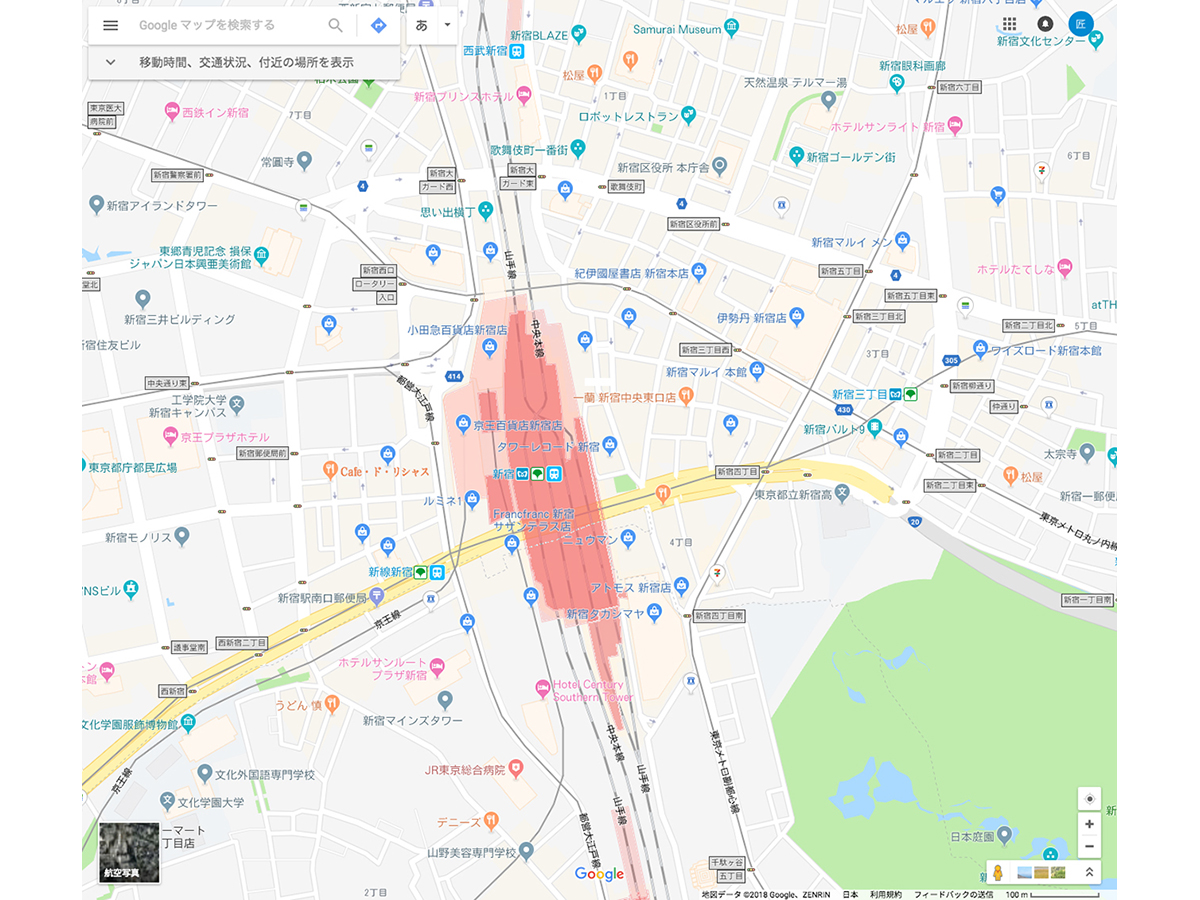 Google マップを検索する
あ
匠
移動時間、交通状況、付近の場所を表示
新宿BLAZE
西武新宿
Samurai Museum
松屋
新宿文化センター
松屋
新宿眼科画廊
天然温泉 テルマー湯
新宿六丁目
東京医大
病院前
西鉄イン新宿
7丁目
新宿プリンスホテル
1丁目
ロボットレストラン
ホテルサンライト 新宿
歌舞伎町一番街
新宿区役所 本庁舎
新宿ゴールデン街
6丁目
常圓寺
新宿警察署前
新宿大
ガード西
新宿大
ガード東
歌舞伎町
4
4
新宿アイランドタワー
思い出横丁
新宿区役所前
東郷青児記念 損保
ジャパン日本興亜美術館
山手線
新宿マルイ メン
紀伊國屋書店 新宿本店
新宿五丁目
4
ホテルたてしな
堂北
新宿西口
ロータリー
入口
新宿五丁目東
atTH
新宿三井ビルディング
小田急百貨店新宿店
中央本線
伊勢丹 新宿店
新宿三丁目北
新宿二丁目北
5丁目
宿住友ビル
新宿三丁目西
3丁目
ワイズロード新宿本館
305
中央通り東
414
都営大江戸線
新宿マルイ 本館
新宿柳通り
工学院大学
新宿キャンパス
一蘭 新宿中央東口店
新宿三丁目
仲通り
430
京王プラザホテル
京王百貨店新宿店
新宿バルト9
新宿郵便局前
タワーレコード 新宿
新宿二丁目
太宗寺
東京都庁都民広場
Cafe・ド・リシャス
新宿
新宿四丁目
松屋
新宿二丁目東
ルミネ1
東京都立新宿高
新宿一郵便局
Francfranc 新宿
サザンテラス店
20
東京メトロ丸ノ内線
新宿モノリス
ニュウマン
4丁目
新線新宿
NSビル
アトモス 新宿店
新宿駅南口郵便局
新宿タカシマヤ
新宿四丁目南
新宿一丁目南
京王線
議事堂南
西新宿二丁目
ホテルサンルート
プラザ新宿
西新宿
Hotel Century
Southern Tower
うどん 慎
新宿マインズタワー
文化学園服飾博物館
中央本線
東京メトロ副都心線
京王線
文化外国語専門学校
JR東京総合病院
山手線
文化学園大学
山手線
デニーズ
都営大江戸線
日本庭園
ーマート
丁目店
山野美容専門学校
航空写真
千駄ヶ谷
五丁目
Google
2丁目
地図データ ©2018 Google、ZENRIN 日本 利用規約 フィードバックの送信 100 m